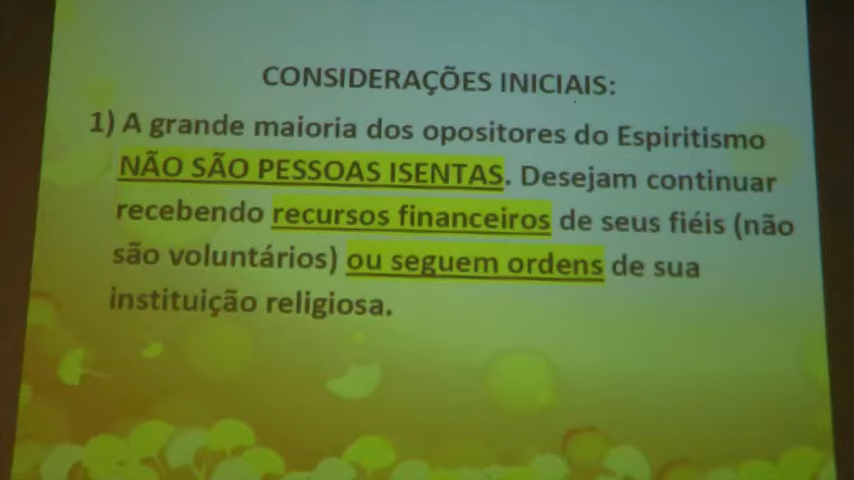 CONSIDERAÇÕES INICIAIS:
1) A grande maioria dos opositores do Espiritismo
NÃO SÃO PESSOAS ISENTAS. Desejam continuar
recebendo recursos financeiros de seus fiéis (não
são voluntários) ou seguem ordens de sua
instituição religiosa.